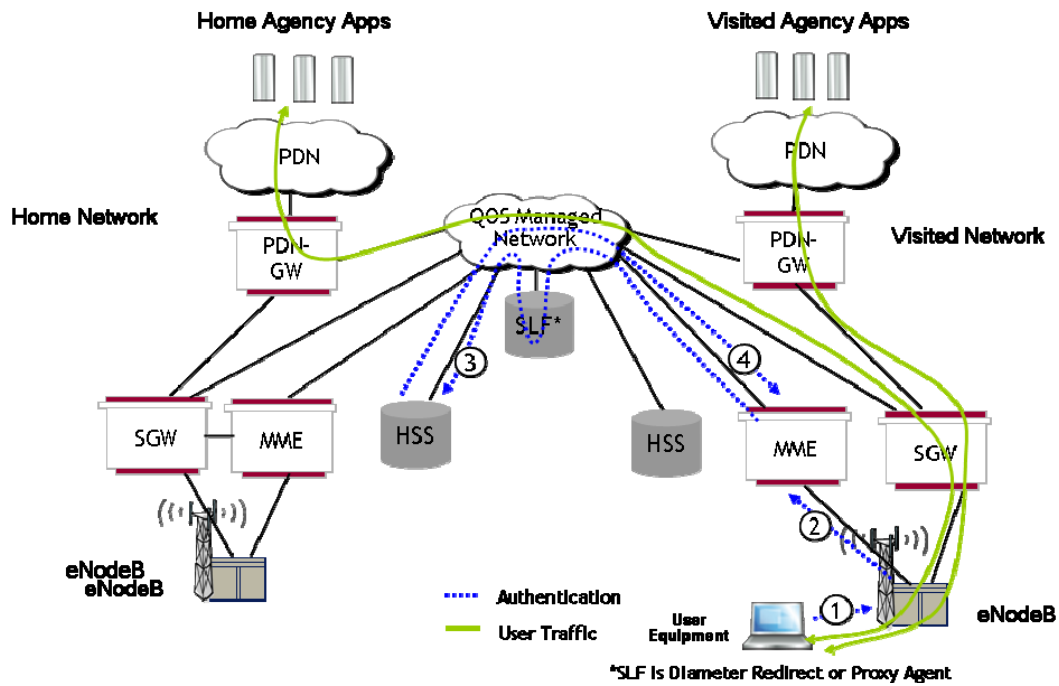 Home Agency Apps
Visited Agency Apps
PDN
PDN
Home Network
QOS Managed
Network
Visited Network
PDN-
GW
PDN-
GW
SLF*
3
4
SGW
MME
HSS
HSS
MME
SGW
2
eNodeB
eNodeB
Authentication
User Traffic
User
Equipment
1
eNodeB
*SLF is Diameter Redirect or Proxy Agent